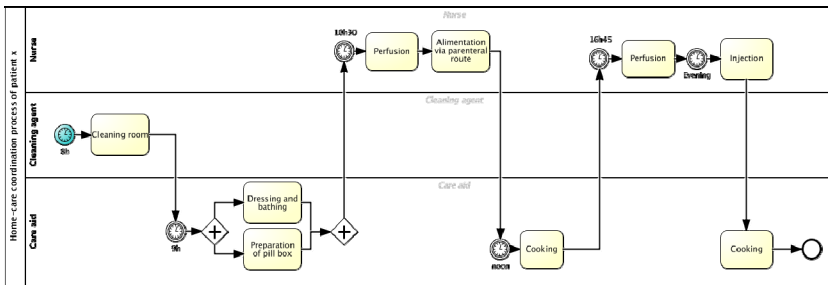 Home-care coordination process of patient x
Nurse
Nurse
10h30
Perfusion
Alimentation
via parenteral
route
16h45
Perfusion
Evening
Injection
Cleaning agent
Cleaning agent
8h
Cleaning room
Care aid
Care aid
9h
Dressing and
bathing
Preparation
of pill box
noon
Cooking
Cooking